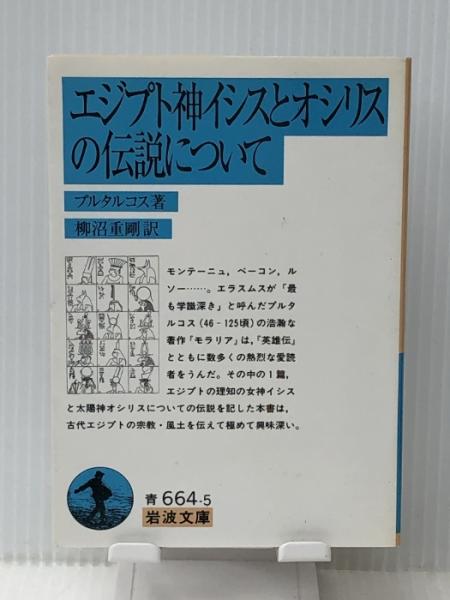 エジプト神イシスとオシリス
の伝説について
プルタルコス著
柳沼重剛訳
モンテーニュ，ベーコン，ル
ソー……。エラスムスが「最
も学識深き」と呼んだプルタ
ルコス（46‐125頃）の浩瀚な
著作『モラリア』は，『英雄伝』
とともに数多くの熱烈な愛読
者をうんだ。その中の1篇，
エジプトの理知の女神イシス
と太陽神オシリスについての伝説を記した本書は，
古代エジプトの宗教・風土を伝えて極めて興味深い。
青 664-5
岩波文庫